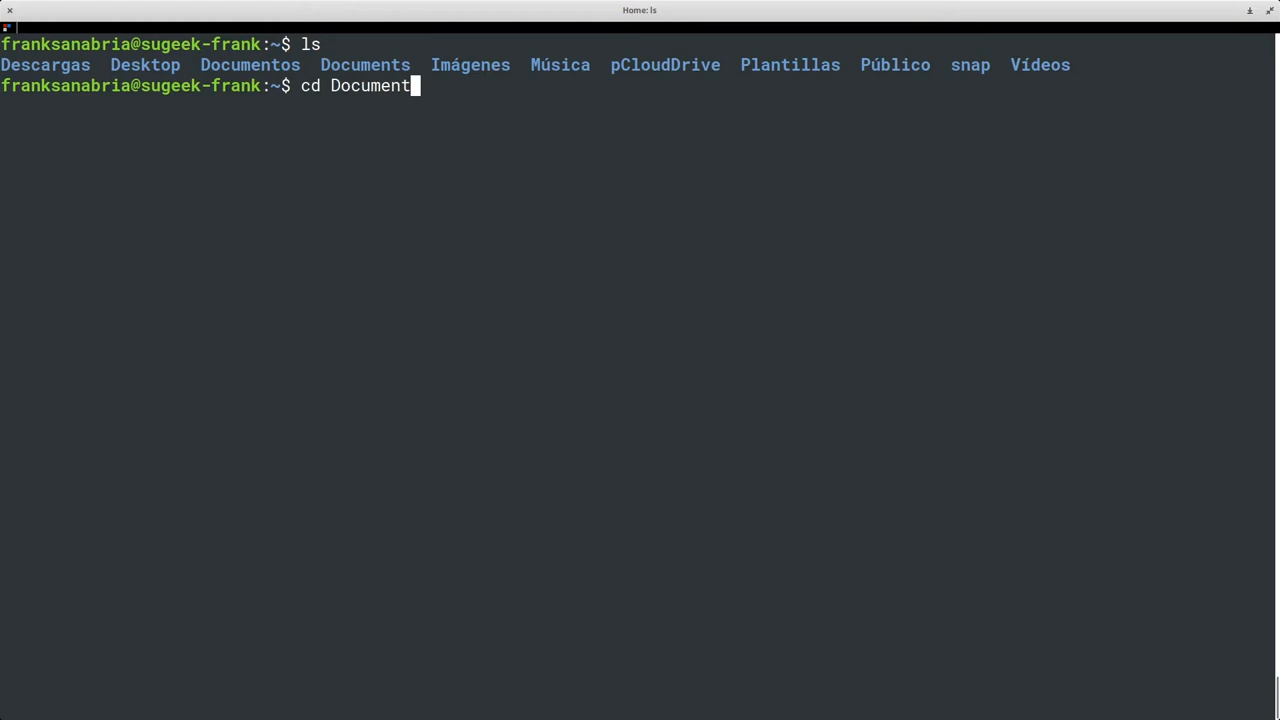 Home: ls
franksanabria@sugeek-frank:~$ ls
Descargas  Desktop  Documentos  Documents  Imágenes  Música  pCloudDrive  Plantillas  Público  snap  Vídeos
franksanabria@sugeek-frank:~$ cd Document